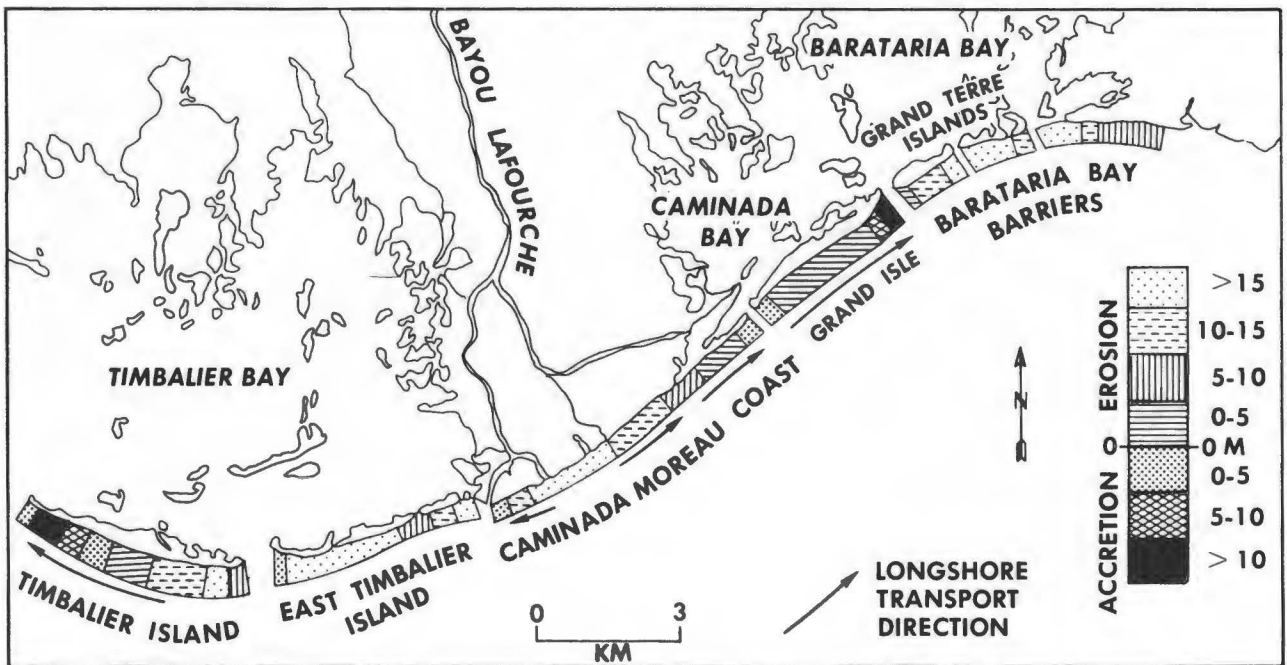 BAYOU LAFOURCHE
BARATARIA BAY
GRAND TERRE
ISLANDS
CAMINADA
BAY
BARATARIA BAY
BARRIERS
GRAND ISLE
TIMBALIER BAY
CAMINADA MOREAU COAST
EAST TIMBALIER
ISLAND
TIMBALIER ISLAND
N
0 3
KM
LONGSHORE
TRANSPORT
DIRECTION
EROSION
ACCRETION
>15
10-15
5-10
0-5
0 0 M
0-5
5-10
>10